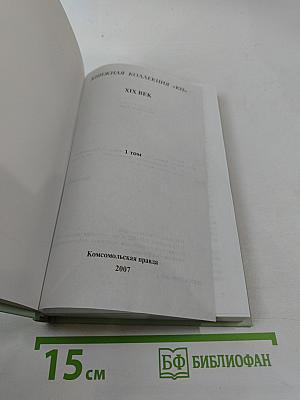 КНИЖНАЯ КОЛЛЕКЦИЯ «КП»
XIX ВЕК
1 том
Комсомольская правда
2007
15 см
БФ БИБЛИОФАН